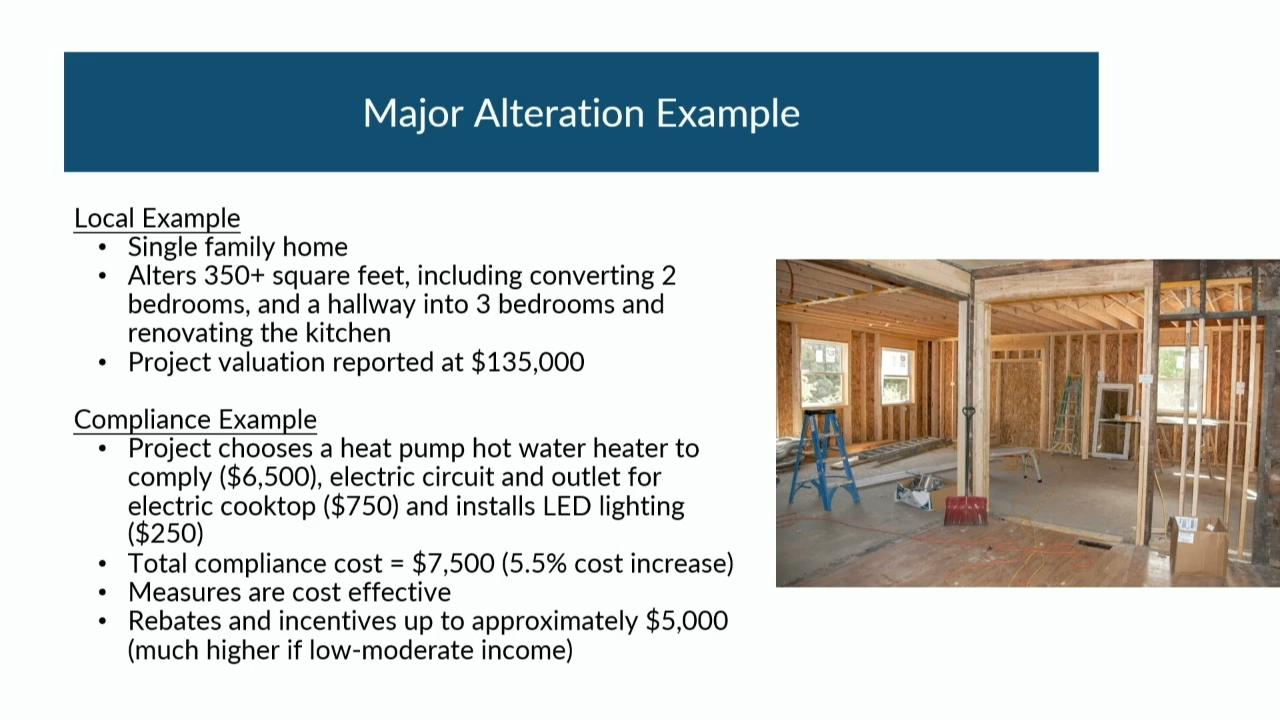 Major Alteration Example
Local Example
• Single family home
• Alters 350+ square feet, including converting 2
bedrooms, and a hallway into 3 bedrooms and
renovating the kitchen
• Project valuation reported at $135,000
Compliance Example
• Project chooses a heat pump hot water heater to
comply ($6,500), electric circuit and outlet for
electric cooktop ($750) and installs LED lighting
($250)
• Total compliance cost = $7,500 (5.5% cost increase)
• Measures are cost effective
• Rebates and incentives up to approximately $5,000
(much higher if low-moderate income)